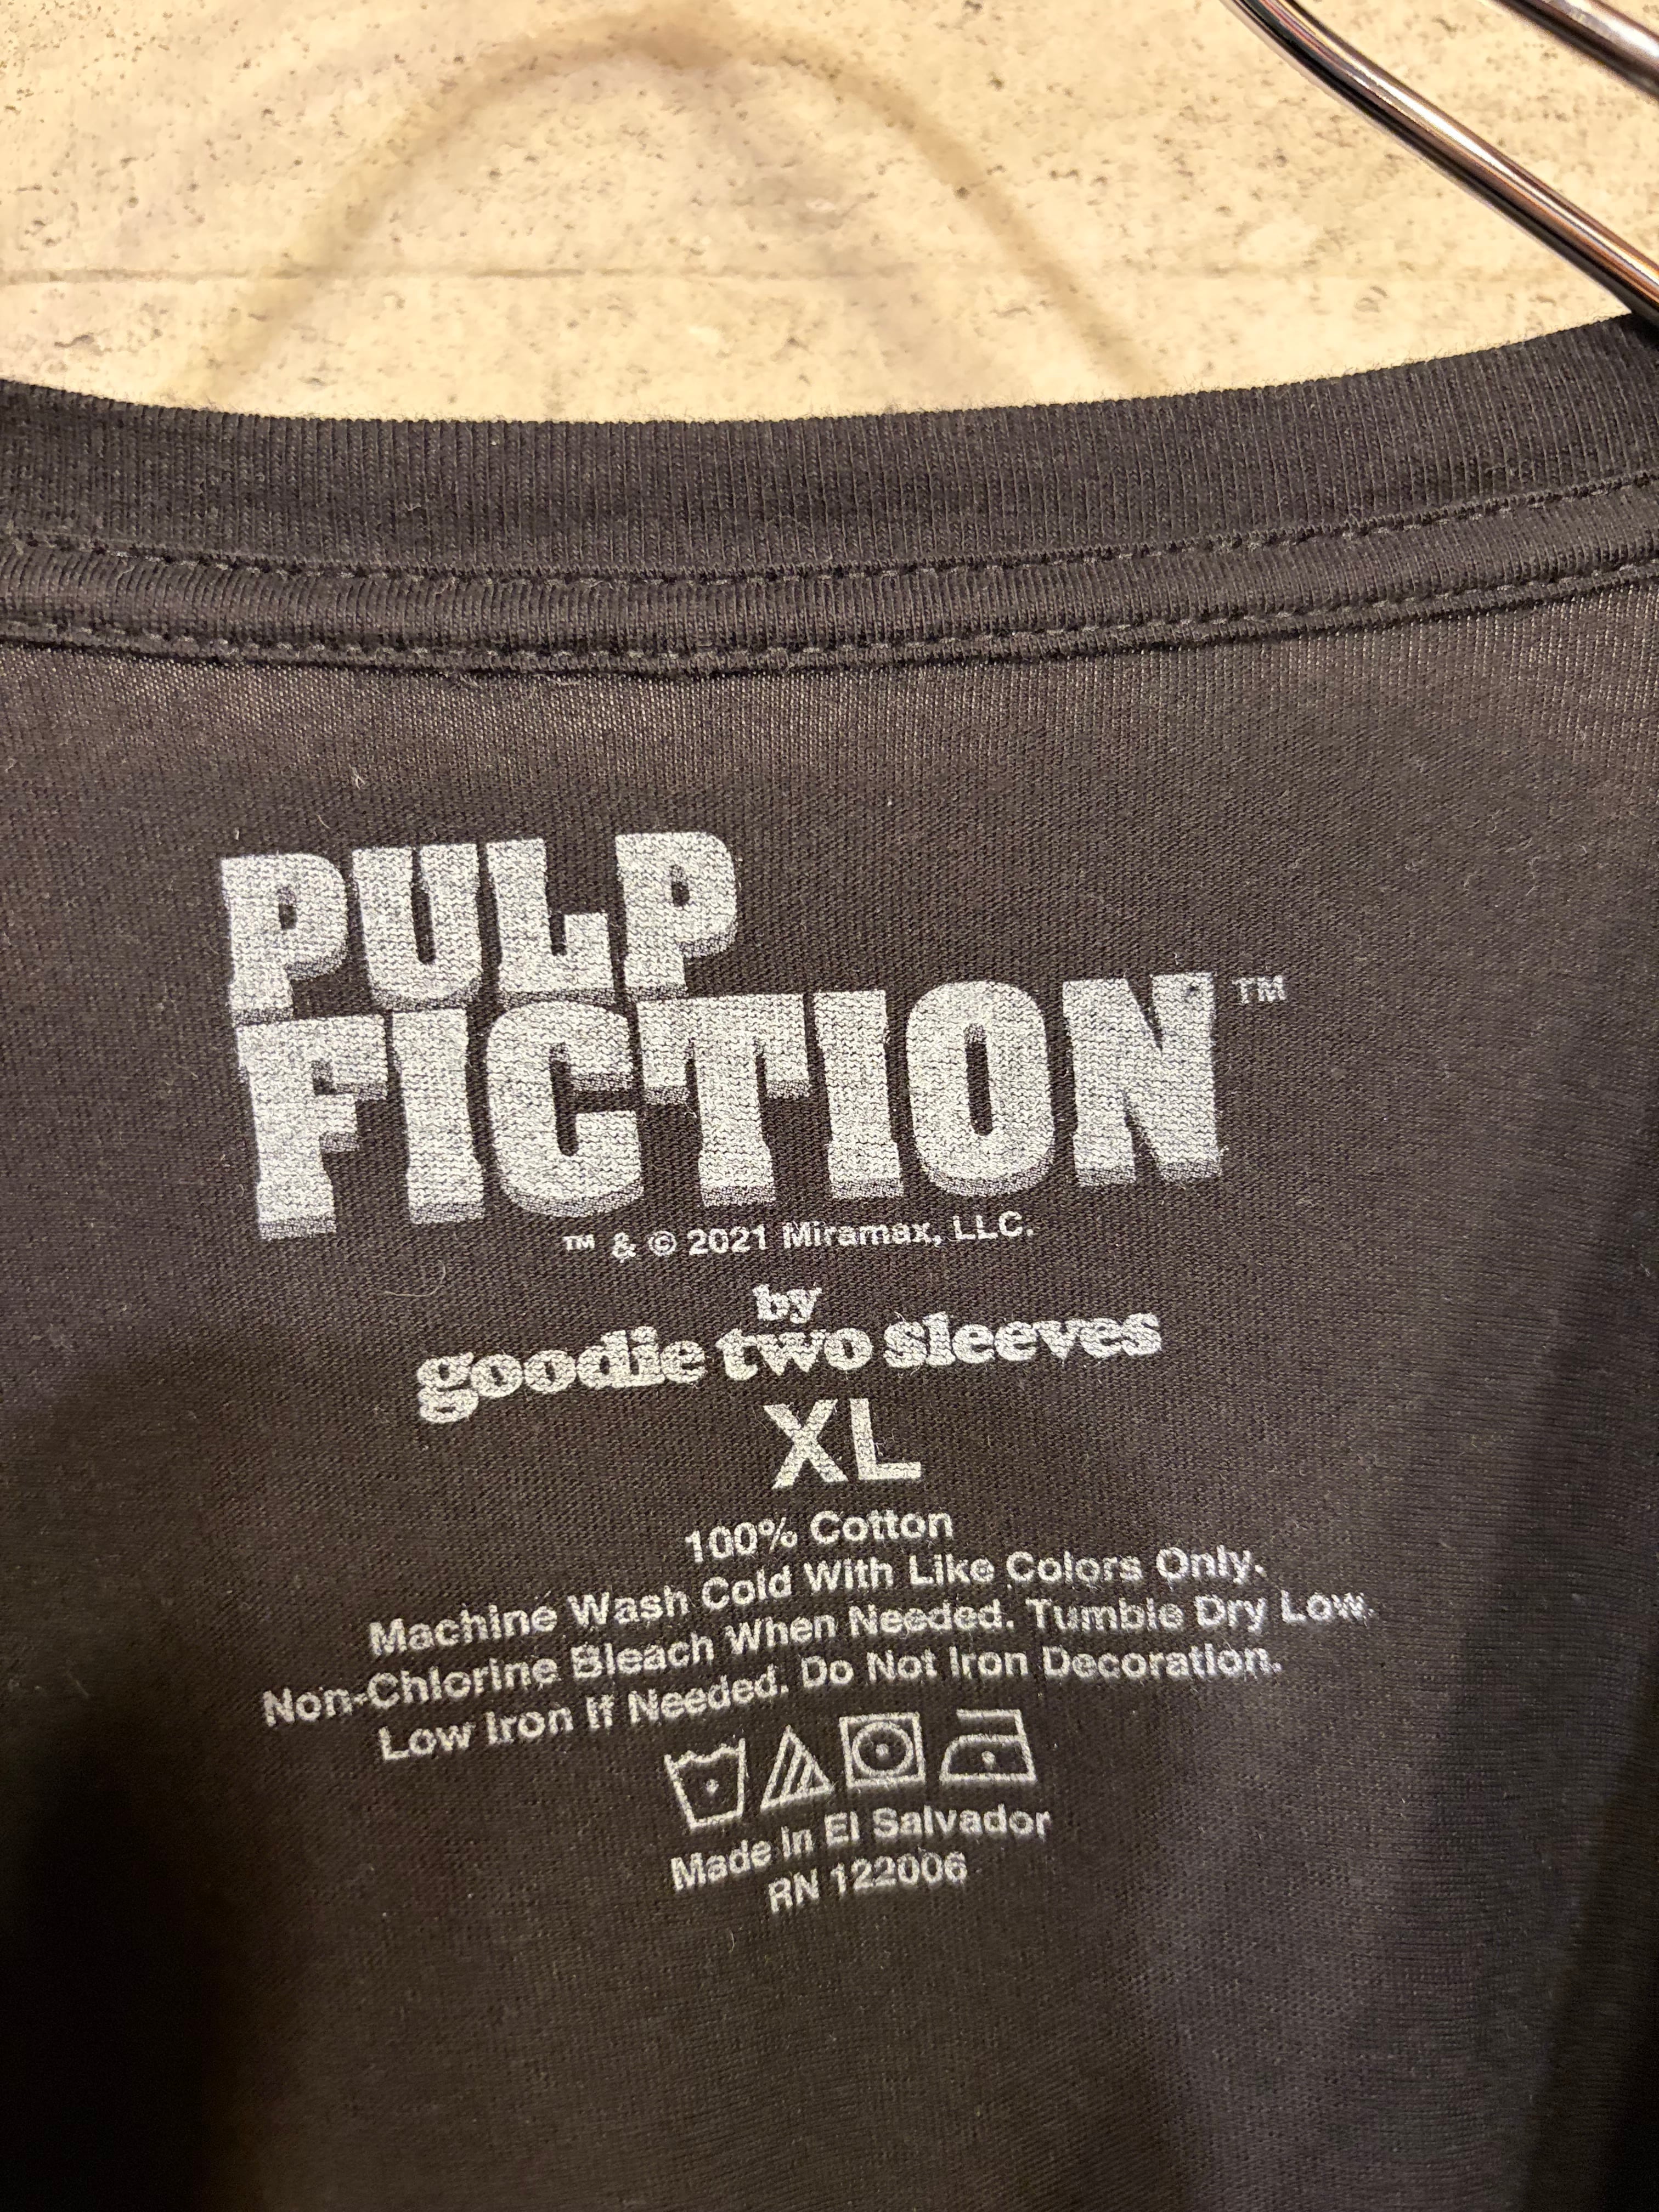 PULP
FICTION™
™ & © 2021 Miramax, LLC.
by
goodie two sleeves
XL
100% Cotton
Machine Wash Cold With Like Colors Only.
Non-Chlorine Bleach When Needed. Tumble Dry Low.
Low Iron If Needed. Do Not Iron Decoration.
Made In El Salvador
RN 122006